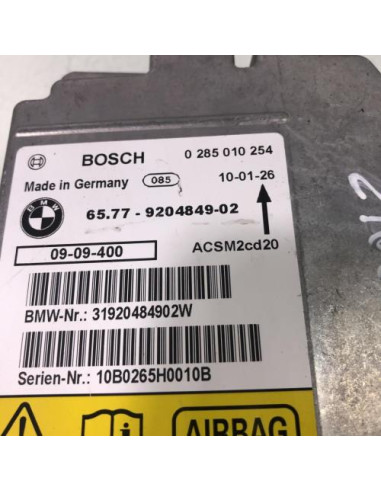 BOSCH 0 285 010 254
Made in Germany 085 10-01-26
BMW 65.77 - 9204849-02
09-09-400 ACSM2cd20
BMW-Nr.: 31920484902W
Serien-Nr.: 10B0265H0010B
AIRBAG